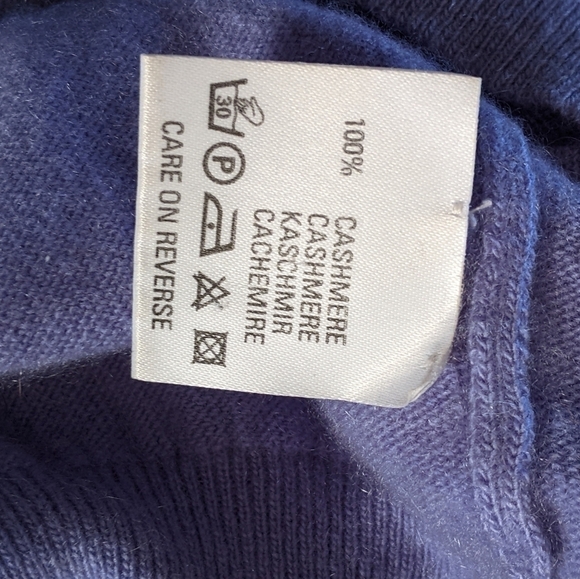 100% CASHMERE
CASHMERE
KASCHMIR
CACHEMIRE
30 P
CARE ON REVERSE